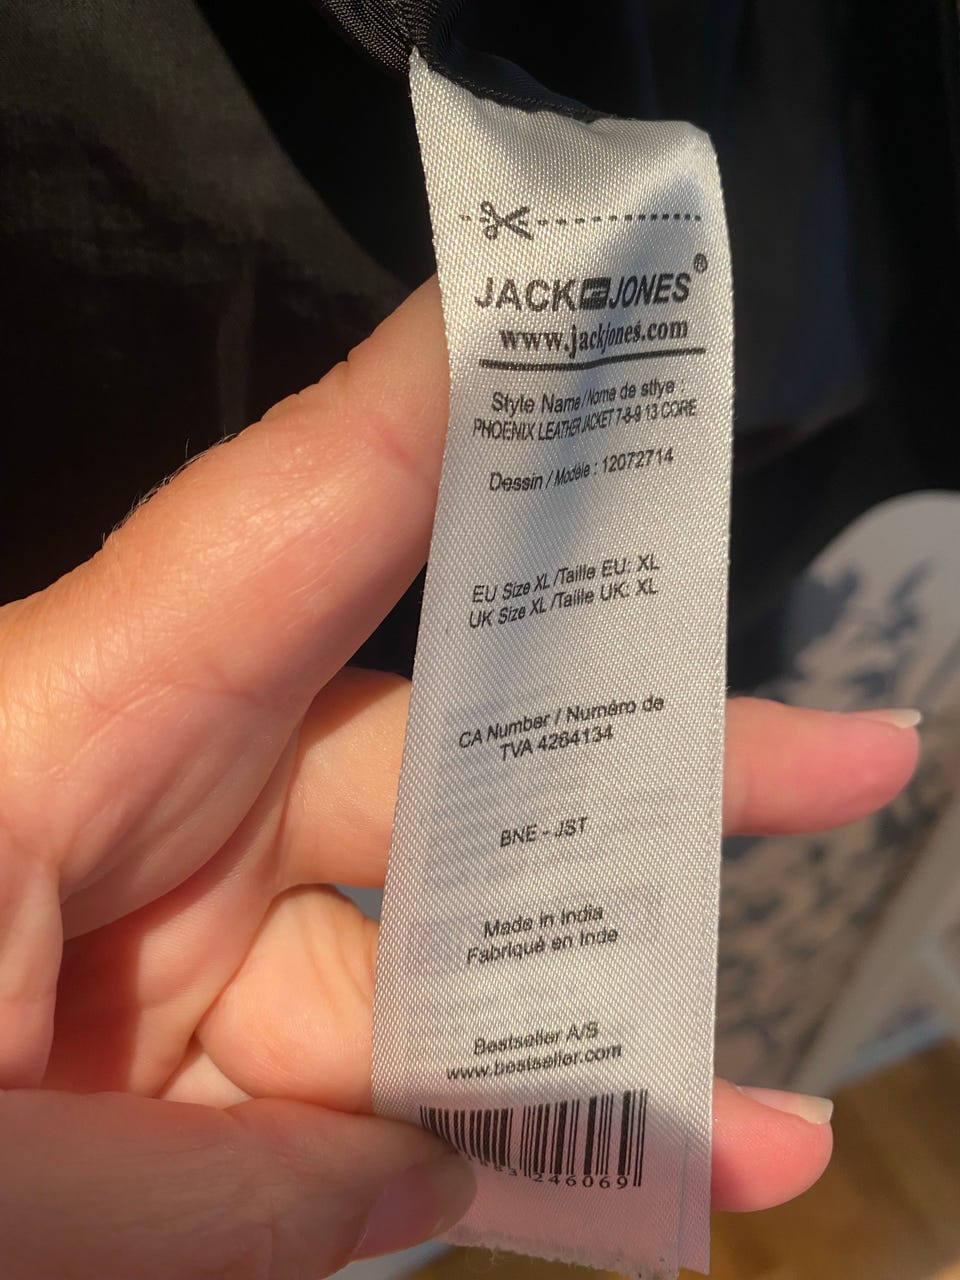 JACK JONES®
www.jackjones.com
Style Name / Nome de stlye :
PHOENIX LEATHER JACKET 7-8-9 13 CORE
Dessin / Modèle : 12072714
EU Size XL /Taille EU: XL
UK Size XL /Taille UK: XL
CA Number / Numéro de
TVA 4264134
BNE - JST
Made in India
Fabriqué en Inde
Bestseller A/S
www.bestseller.com
83 246069